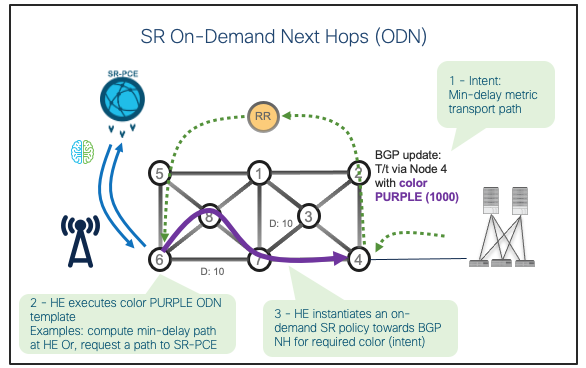 SR On-Demand Next Hops (ODN)
SR-PCE
1 - Intent:
Min-delay metric
transport path
RR
BGP update:
T/t via Node 4
with color
PURPLE (1000)
5
1
2
8
3
D: 10
6
7
4
D: 10
2 - HE executes color PURPLE ODN
template
Examples: compute min-delay path
at HE Or, request a path to SR-PCE
3 - HE instantiates an on-
demand SR policy towards BGP
NH for required color (intent)